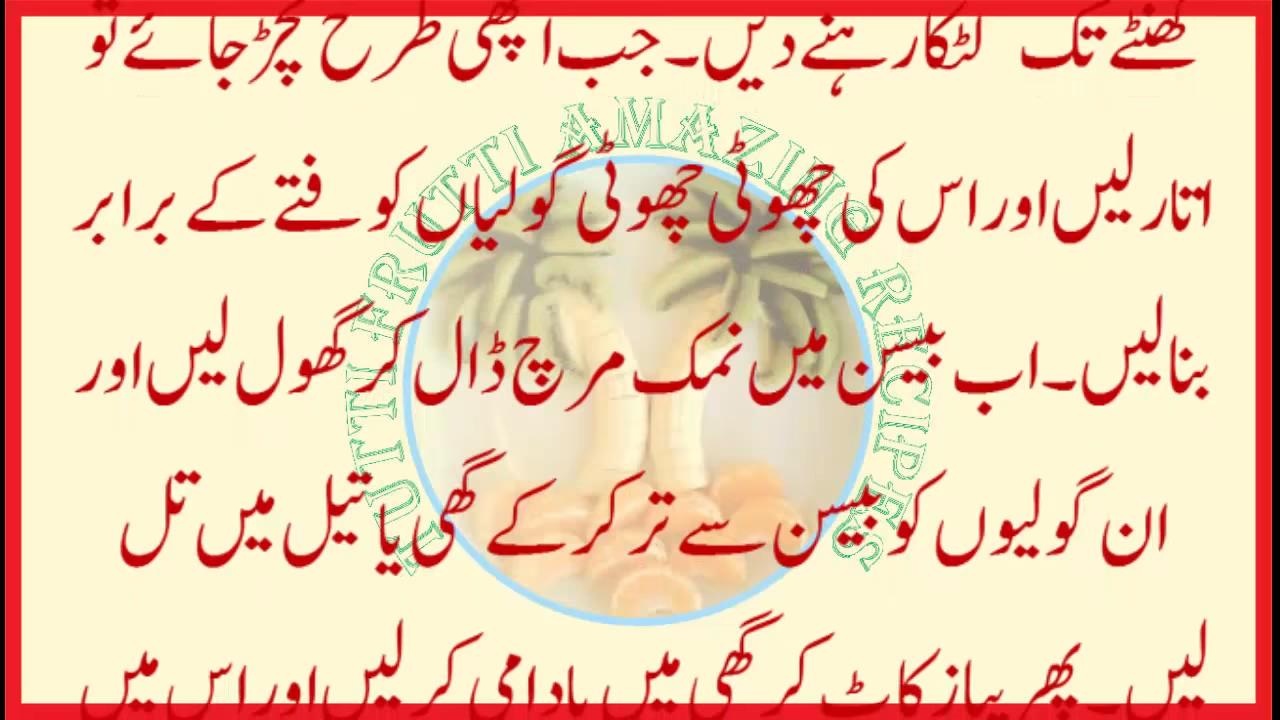 گھنٹے تک لٹکا رہنے دیں۔ جب اچھی طرح نچڑ جائے تو
اتار لیں اور اس کی چھوٹی چھوٹی گولیاں کوفتے کے برابر
بنا لیں۔ اب بیسن میں نمک مرچ ڈال کر گھول لیں اور
ان گولیوں کو بیسن سے تر کر کے گھی یا تیل میں تل
لیں۔ پھر پیاز کاٹ کر گھی میں بادامی کر لیں اور اس میں
TUTTI FRUTTI AMAZING RECIPES